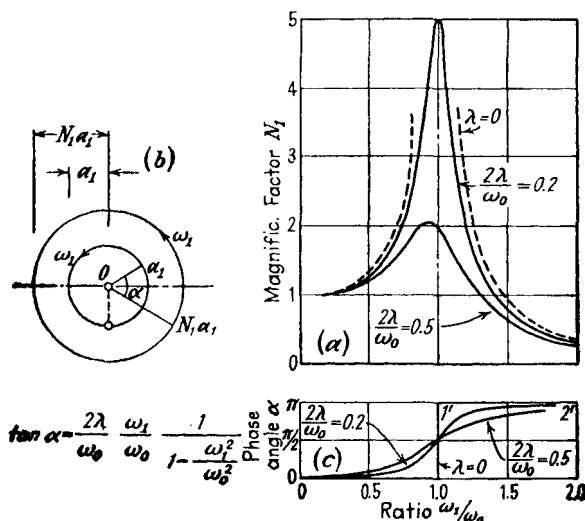 5
4
3
2
1
0
Magnific. Factor N₁
λ=0
2λ/ω₀=0.2
2λ/ω₀=0.5
(a)
N₁a₁
a₁
(b)
ω₁
ω₁
O
a₁
α
N₁a₁
tan α = 2λ/ω₀ ω₁/ω₀ 1/(1-ω₁²/ω₀²)
Phase angle α
π
π/2
0
2λ/ω₀=0.2
1'
2'
(c)
λ=0
2λ/ω₀=0.5
0 0.5 1.0 1.5 2.0
Ratio ω₁/ω₀